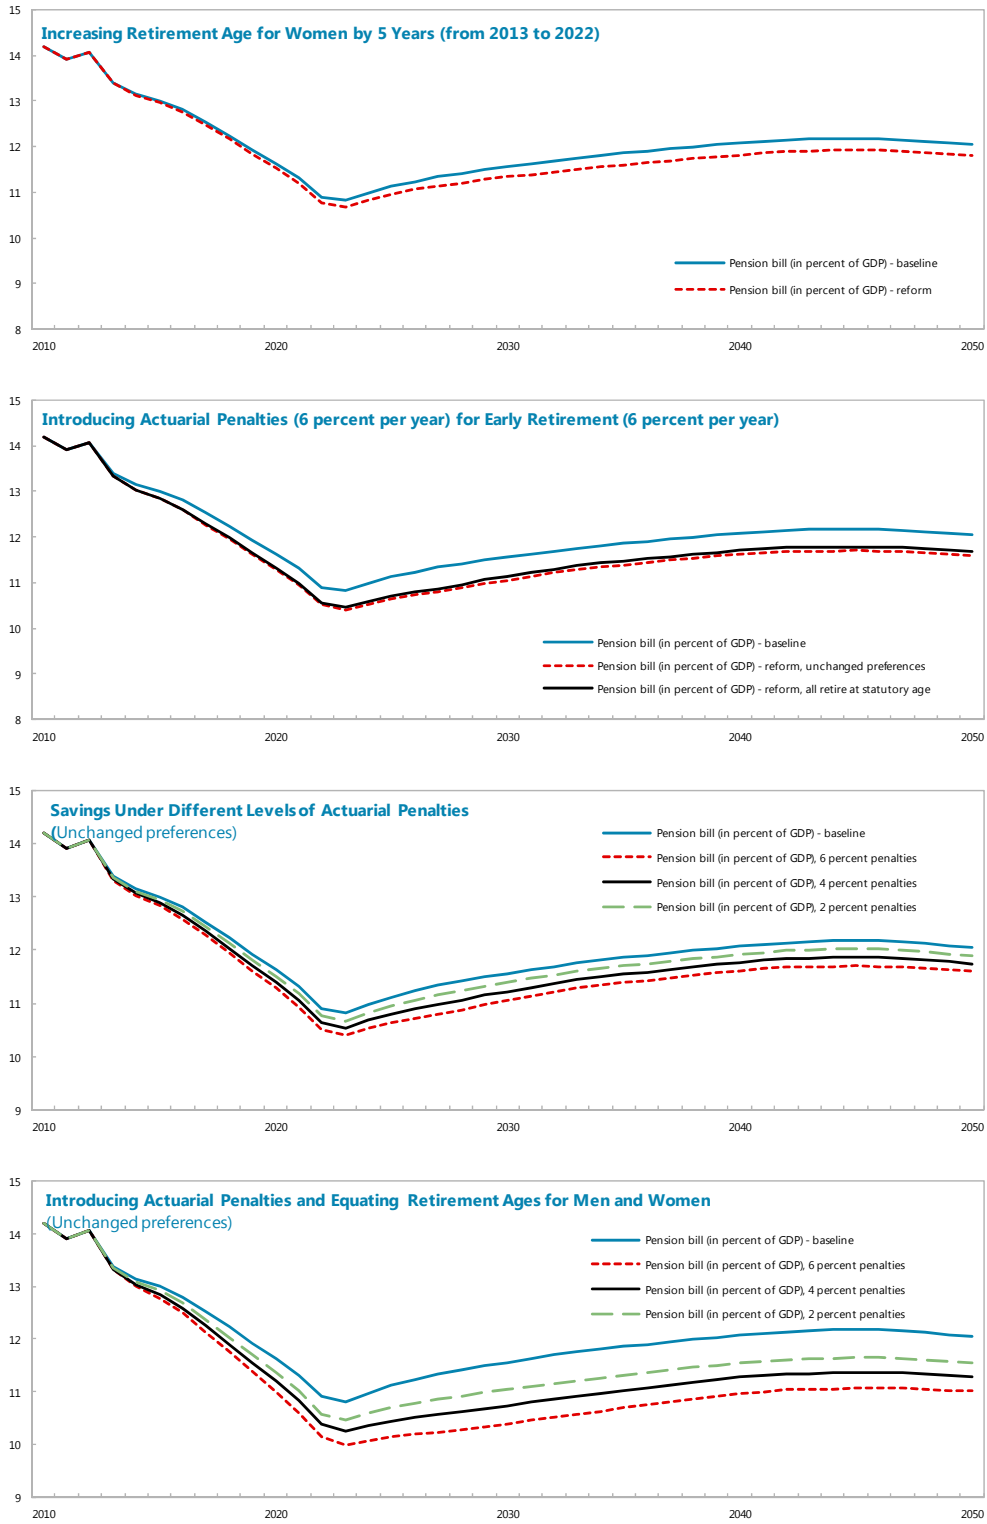 15
Increasing Retirement Age for Women by 5 Years (from 2013 to 2022)
14
13
12
11
10
9
8
Pension bill (in percent of GDP) - baseline
Pension bill (in percent of GDP) - reform
2010 2020 2030 2040 2050
15
Introducing Actuarial Penalties (6 percent per year) for Early Retirement (6 percent per year)
14
13
12
11
10
9
8
Pension bill (in percent of GDP) - baseline
Pension bill (in percent of GDP) - reform, unchanged preferences
Pension bill (in percent of GDP) - reform, all retire at statutory age
2010 2020 2030 2040 2050
15
Savings Under Different Levels of Actuarial Penalties
(Unchanged preferences)
14
13
12
11
10
9
Pension bill (in percent of GDP) - baseline
Pension bill (in percent of GDP), 6 percent penalties
Pension bill (in percent of GDP), 4 percent penalties
Pension bill (in percent of GDP), 2 percent penalties
2010 2020 2030 2040 2050
15
Introducing Actuarial Penalties and Equating Retirement Ages for Men and Women
(Unchanged preferences)
14
13
12
11
10
9
Pension bill (in percent of GDP) - baseline
Pension bill (in percent of GDP), 6 percent penalties
Pension bill (in percent of GDP), 4 percent penalties
Pension bill (in percent of GDP), 2 percent penalties
2010 2020 2030 2040 2050